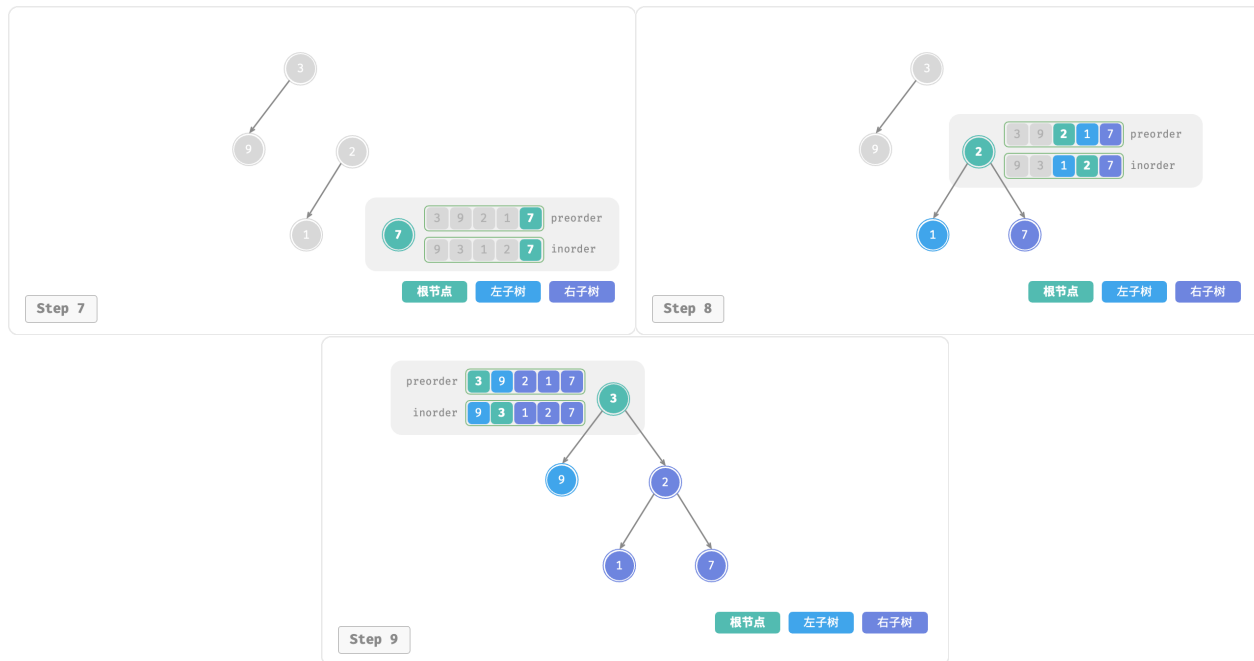 3
9
2
1
7
3 9 2 1 7 preorder
9 3 1 2 7 inorder
根节点 左子树 右子树
Step 7
3
9
2
3 9 2 1 7 preorder
9 3 1 2 7 inorder
1
7
根节点 左子树 右子树
Step 8
preorder 3 9 2 1 7
inorder 9 3 1 2 7
3
9
2
1
7
根节点 左子树 右子树
Step 9